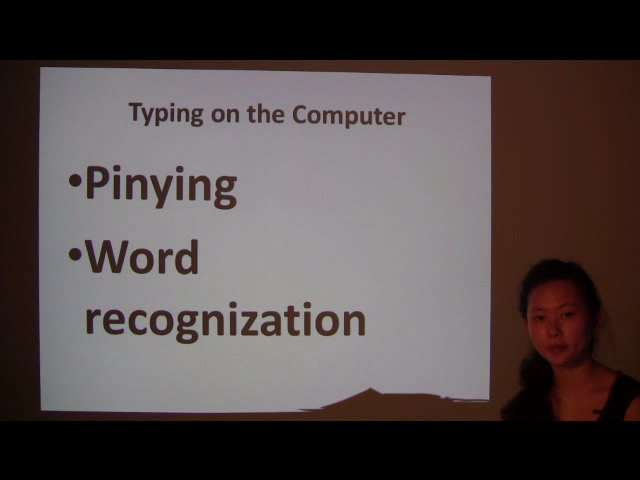 Typing on the Computer
•Pinying
•Word
recognization